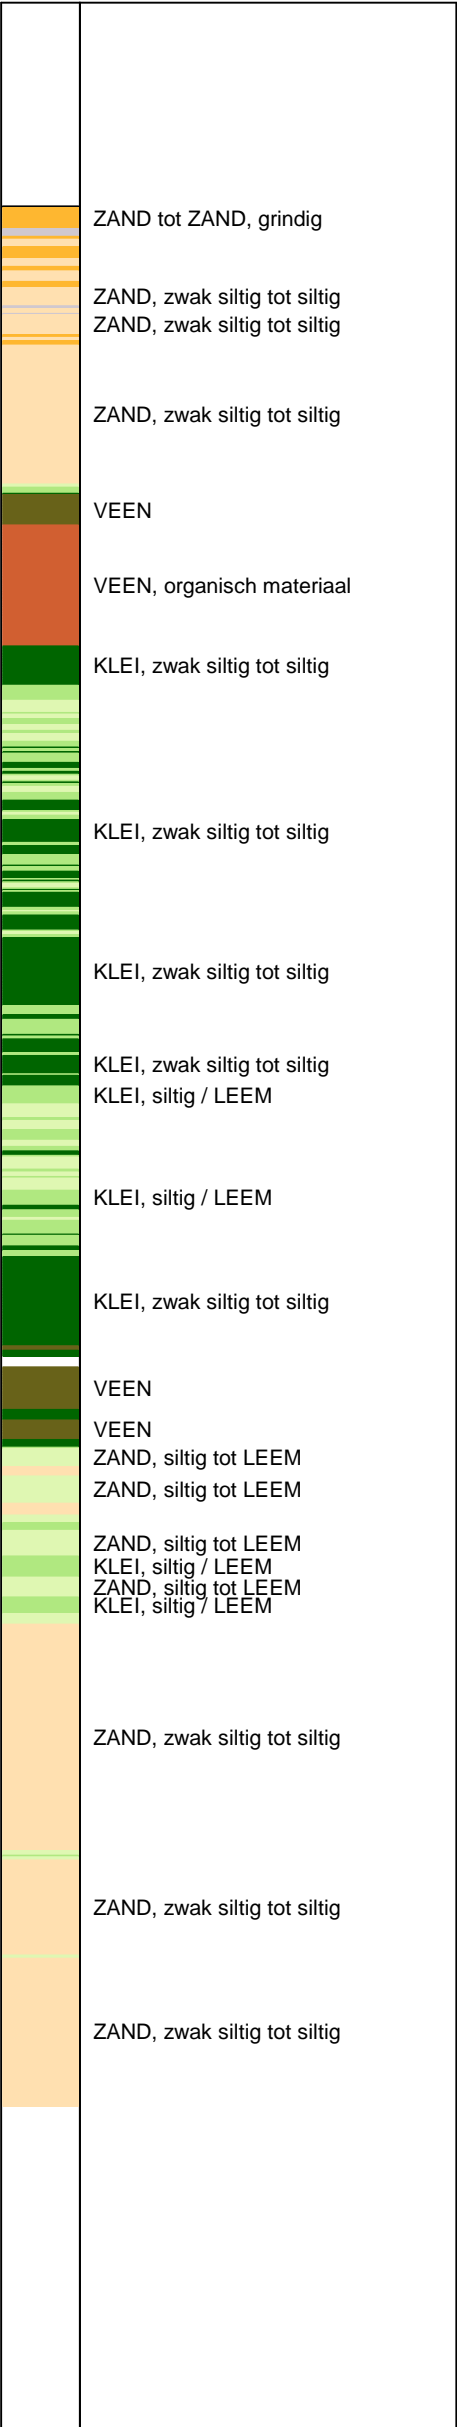 ZAND tot ZAND, grindig
ZAND, zwak siltig tot siltig
ZAND, zwak siltig tot siltig
ZAND, zwak siltig tot siltig
VEEN
VEEN, organisch materiaal
KLEI, zwak siltig tot siltig
KLEI, zwak siltig tot siltig
KLEI, zwak siltig tot siltig
KLEI, zwak siltig tot siltig
KLEI, siltig / LEEM
KLEI, siltig / LEEM
KLEI, zwak siltig tot siltig
VEEN
VEEN
ZAND, siltig tot LEEM
ZAND, siltig tot LEEM
ZAND, siltig tot LEEM
KLEI, siltig / LEEM
ZAND, siltig tot LEEM
KLEI, siltig / LEEM
ZAND, zwak siltig tot siltig
ZAND, zwak siltig tot siltig
ZAND, zwak siltig tot siltig